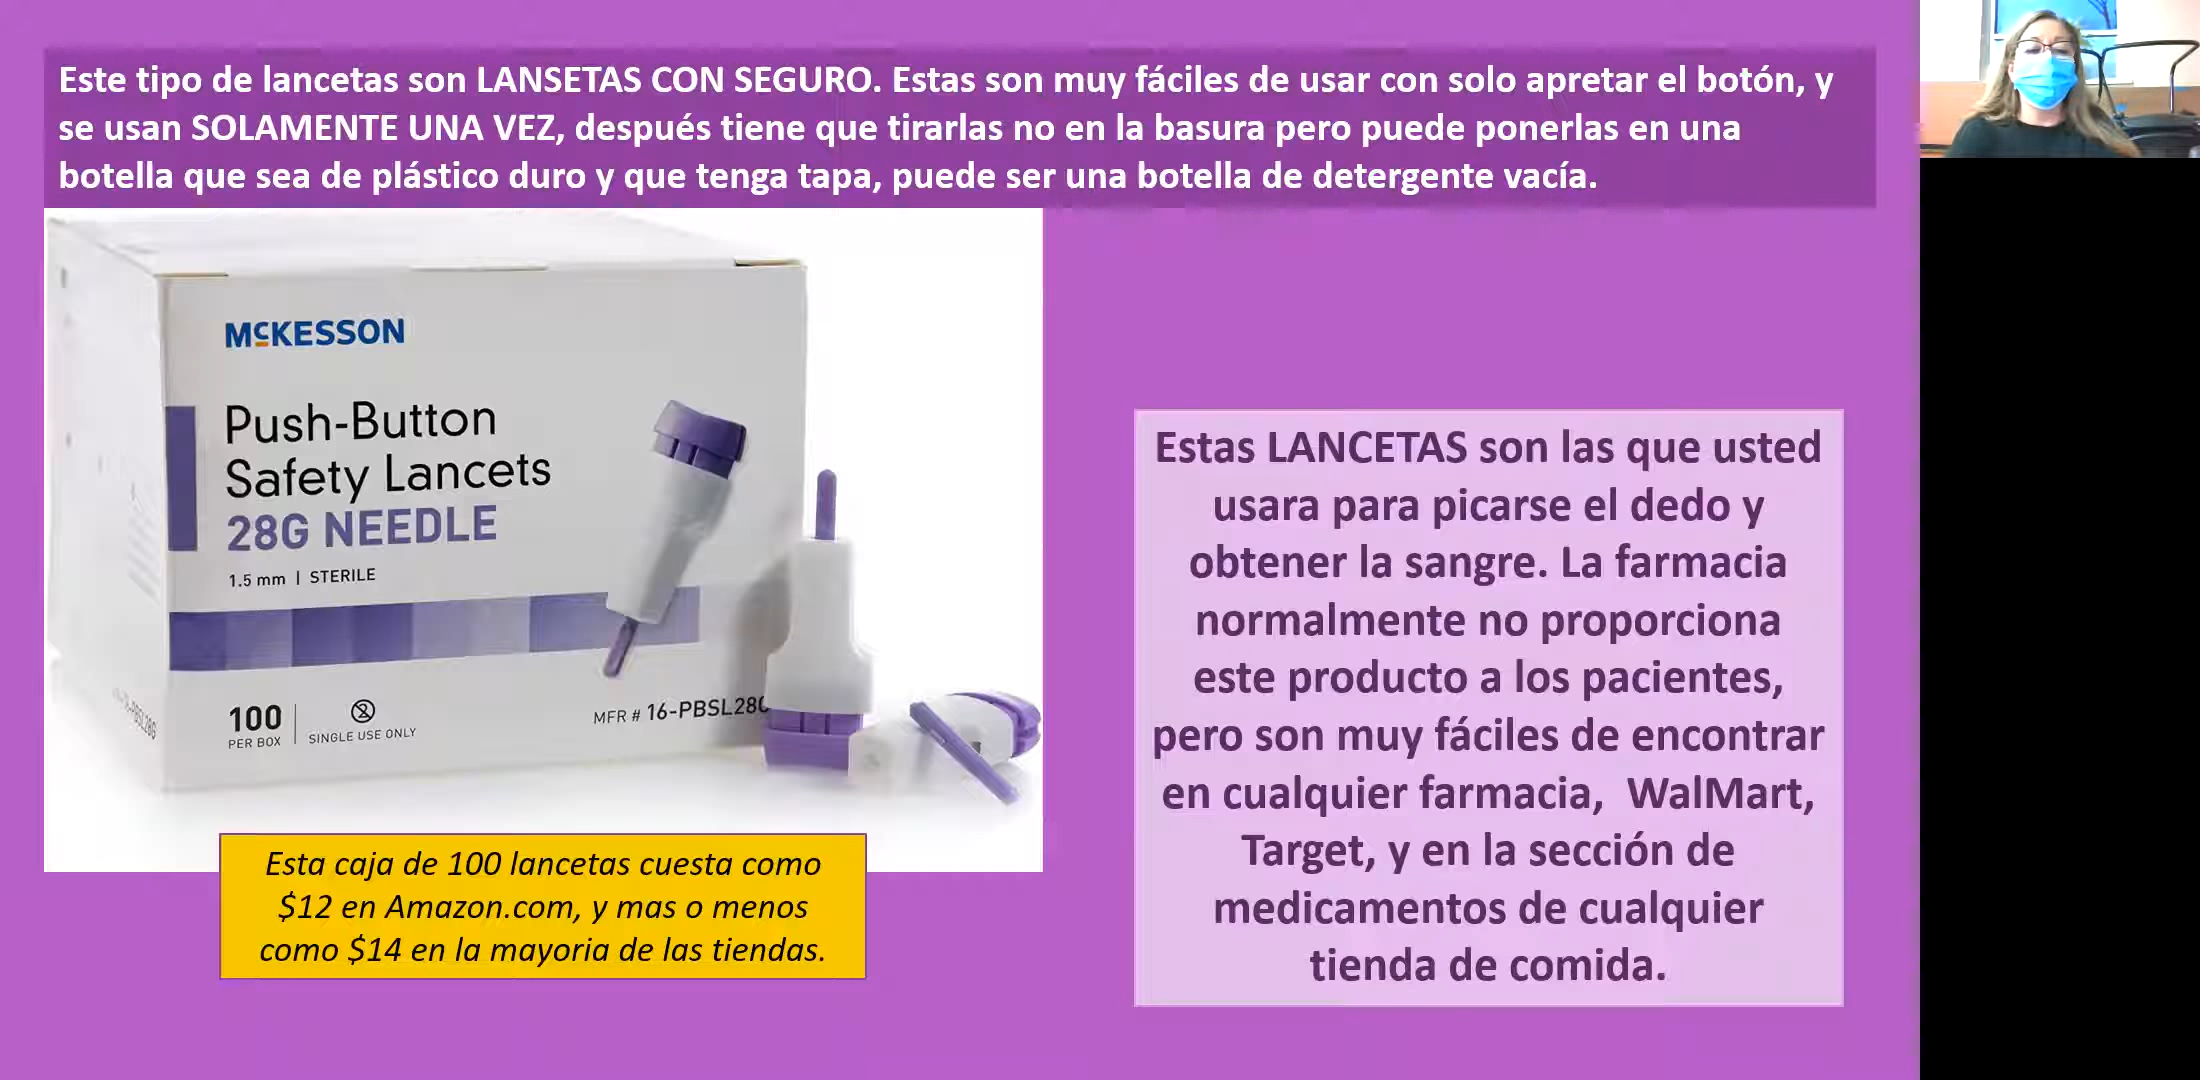 Este tipo de lancetas son LANSETAS CON SEGURO. Estas son muy fáciles de usar con solo apretar el botón, y
se usan SOLAMENTE UNA VEZ, después tiene que tirarlas no en la basura pero puede ponerlas en una
botella que sea de plástico duro y que tenga tapa, puede ser una botella de detergente vacía.
McKESSON
Push-Button
Safety Lancets
28G NEEDLE
1.5 mm | STERILE
100
PER BOX
SINGLE USE ONLY
MFR # 16-PBSL28G
Esta caja de 100 lancetas cuesta como
$12 en Amazon.com, y mas o menos
como $14 en la mayoria de las tiendas.
Estas LANCETAS son las que usted
usara para picarse el dedo y
obtener la sangre. La farmacia
normalmente no proporciona
este producto a los pacientes,
pero son muy fáciles de encontrar
en cualquier farmacia, WalMart,
Target, y en la sección de
medicamentos de cualquier
tienda de comida.